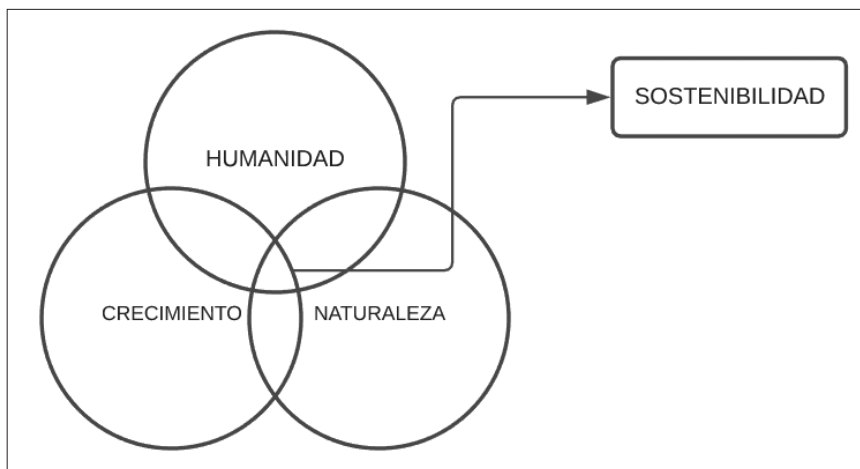 SOSTENIBILIDAD
HUMANIDAD
CRECIMIENTO
NATURALEZA